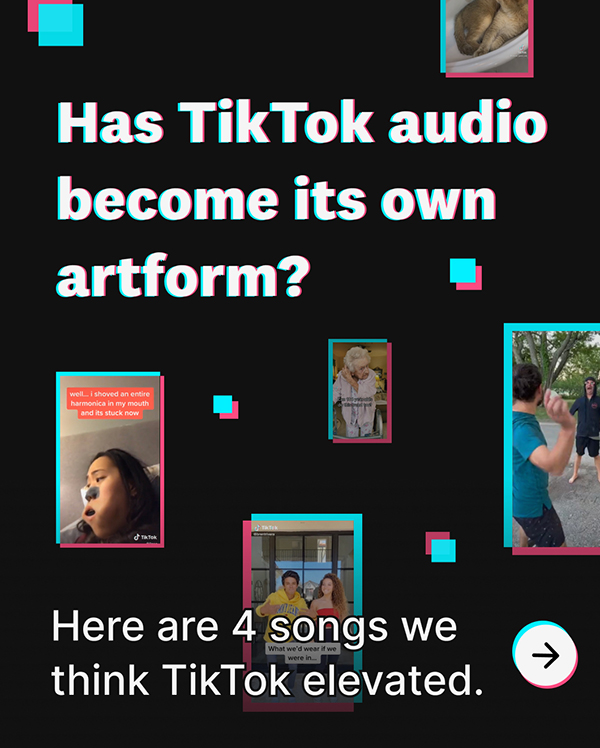 Has TikTok audio
become its own
artform?
well... i shoved an entire
harmonica in my mouth
and its stuck now
TikTok
TikTok
What we'd wear if we
were in...
Here are 4 songs we
think TikTok elevated.